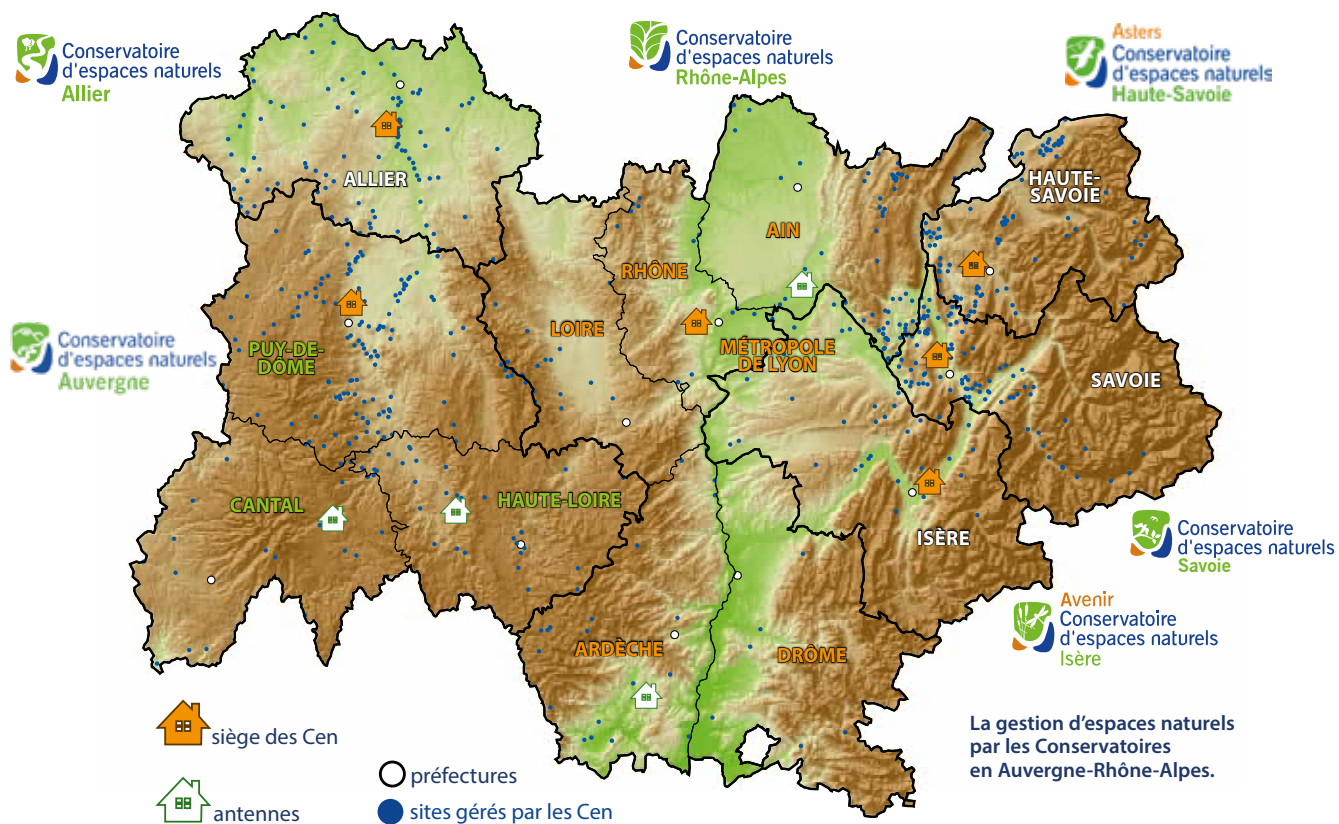 Conservatoire
d'espaces naturels
Allier
Conservatoire
d'espaces naturels
Rhône-Alpes
Asters
Conservatoire
d'espaces naturels
Haute-Savoie
ALLIER
HAUTE-
SAVOIE
AIN
RHÔNE
LOIRE
MÉTROPOLE
DE LYON
Conservatoire
d'espaces naturels
Auvergne
PUY-DE-
DÔME
SAVOIE
CANTAL
HAUTE-LOIRE
ISÈRE
Conservatoire
d'espaces naturels
Savoie
Avenir
Conservatoire
d'espaces naturels
Isère
ARDÈCHE
DRÔME
siège des Cen
antennes
préfectures
sites gérés par les Cen
La gestion d'espaces naturels
par les Conservatoires
en Auvergne-Rhône-Alpes.